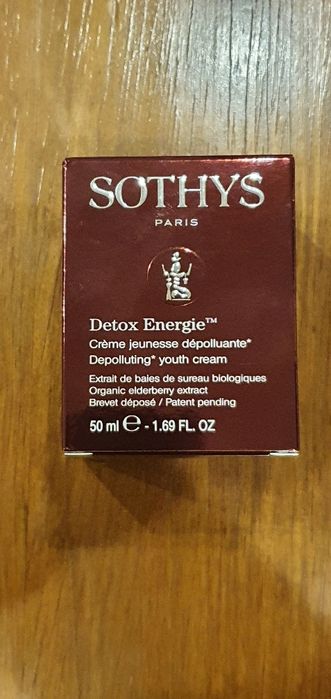 SOTHYS
PARIS
Detox Energie™
Crème jeunesse dépolluante*
Depolluting* youth cream
Extrait de baies de sureau biologiques
Organic elderberry extract
Brevet déposé / Patent pending
50 ml ℮ - 1.69 FL. OZ